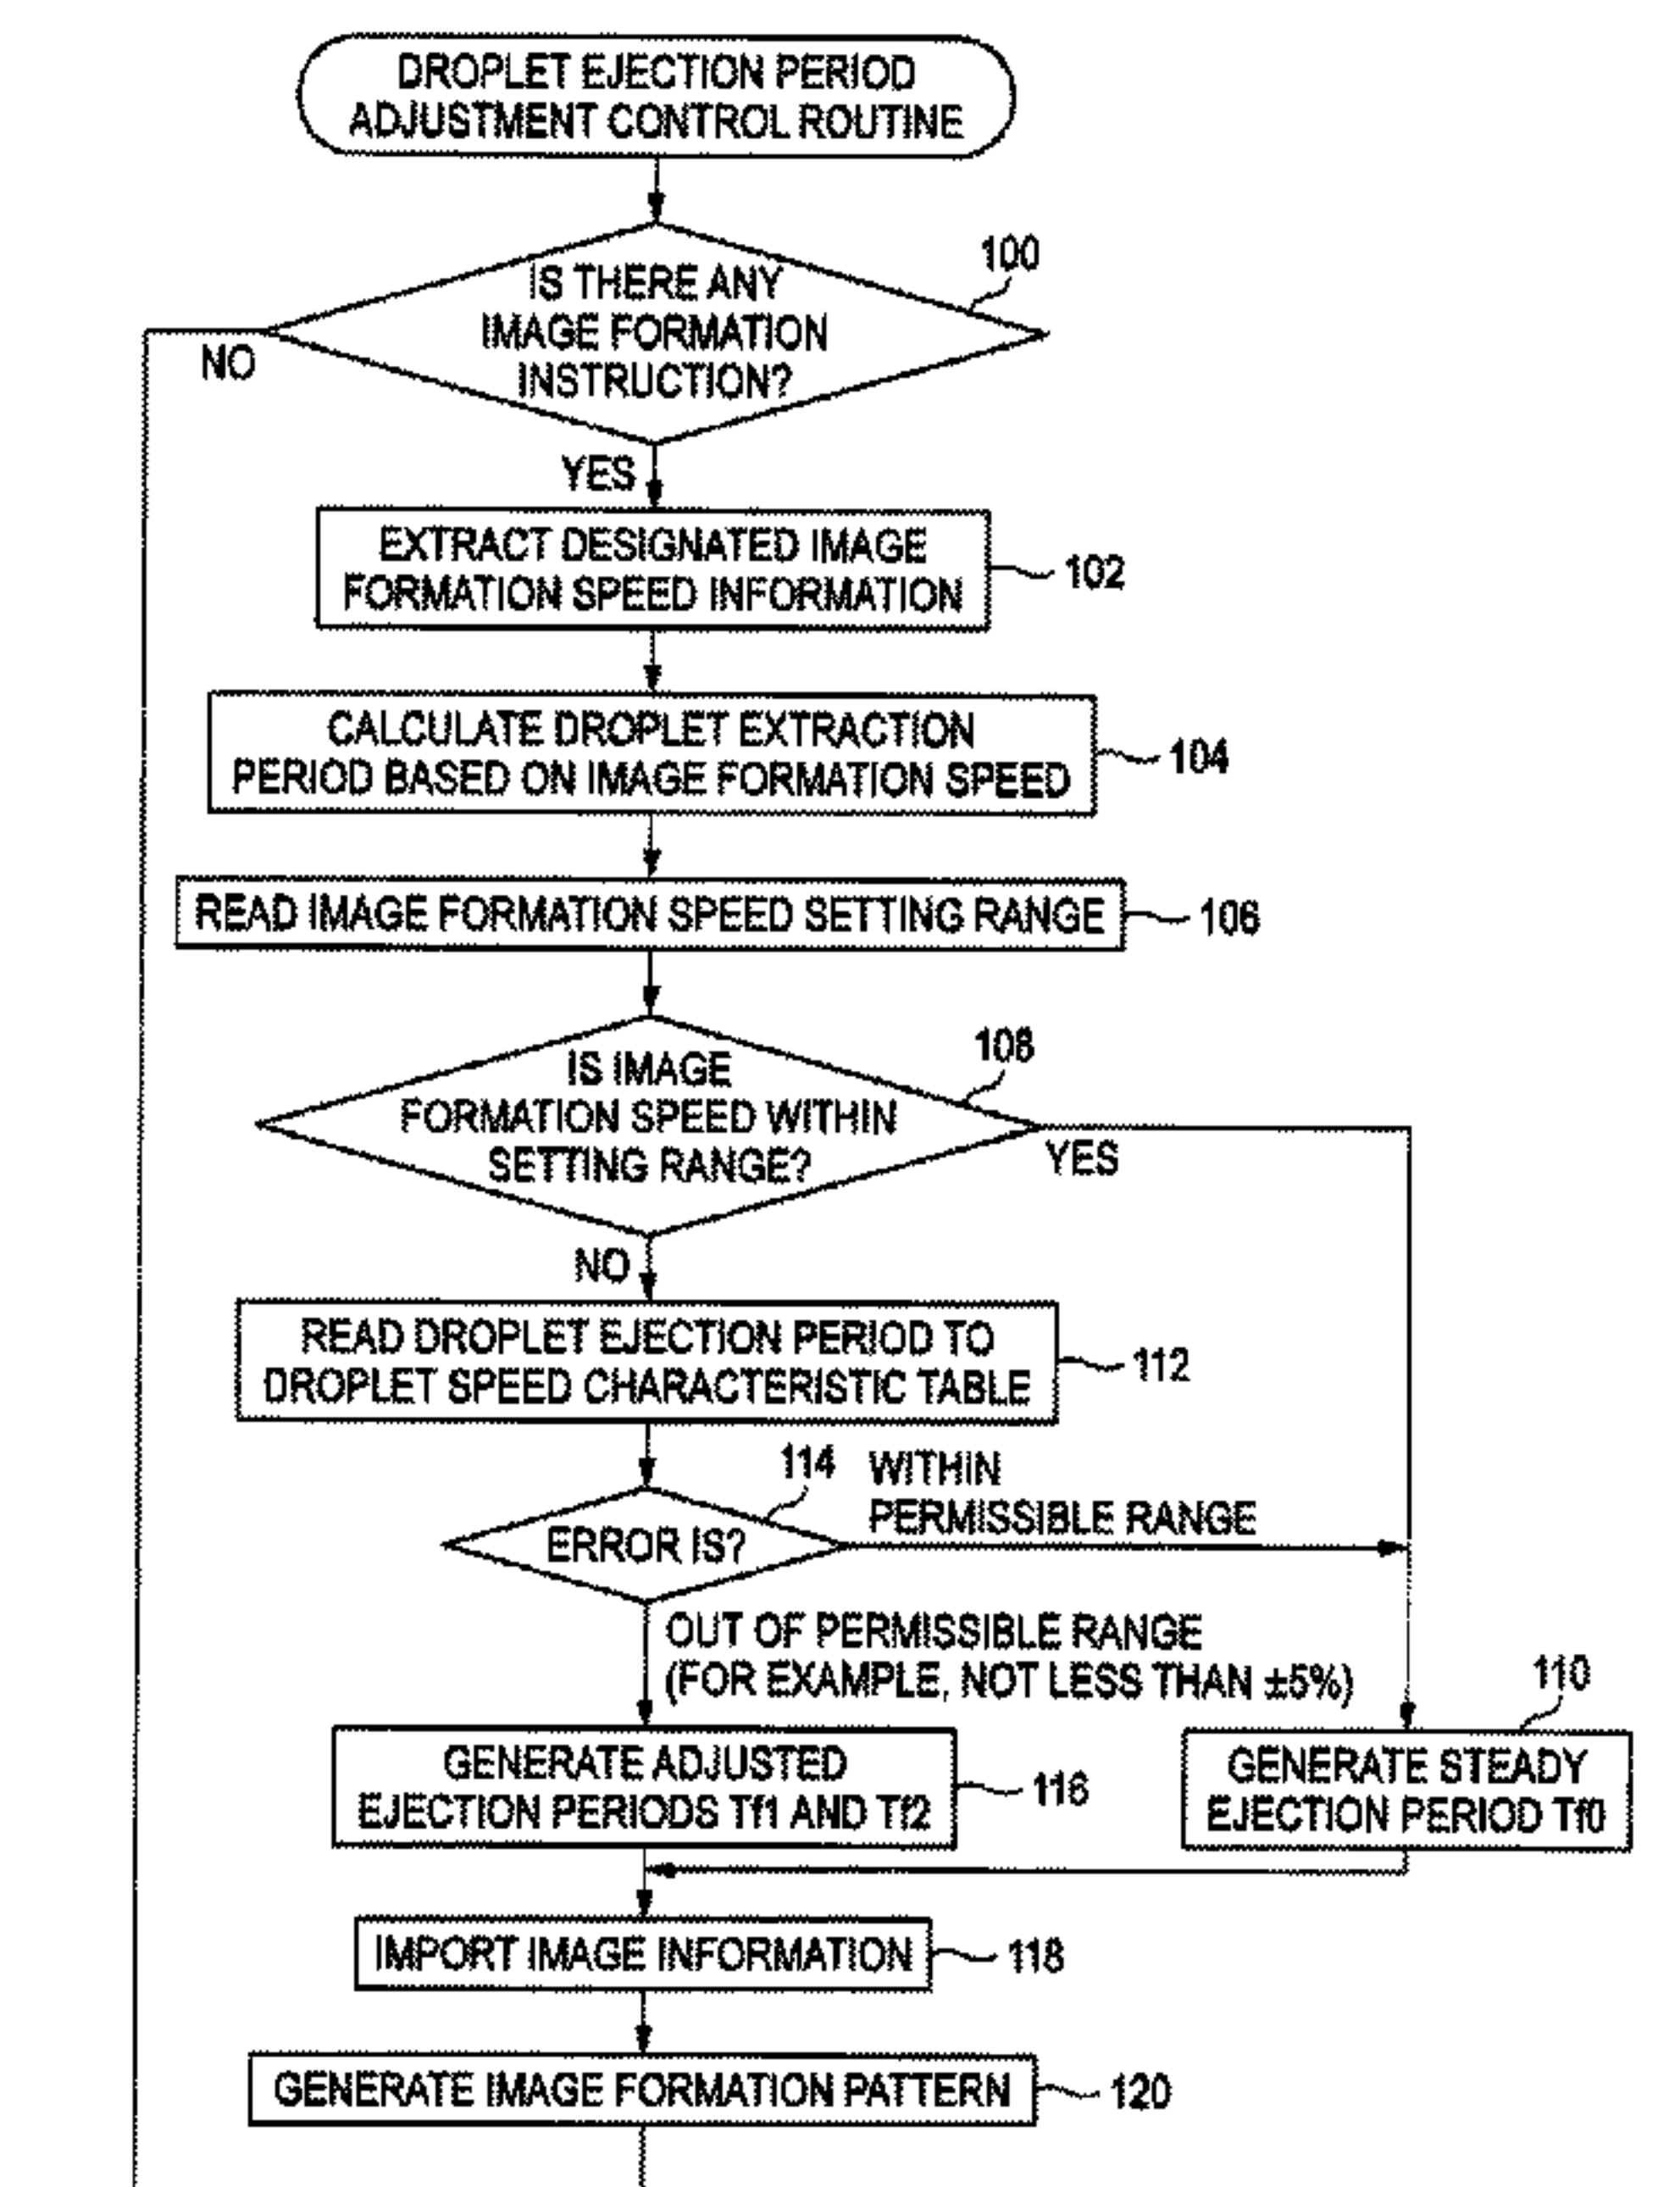 DROPLET EJECTION PERIOD
ADJUSTMENT CONTROL ROUTINE
100
IS THERE ANY
IMAGE FORMATION
INSTRUCTION?
NO
YES
EXTRACT DESIGNATED IMAGE
FORMATION SPEED INFORMATION
102
CALCULATE DROPLET EXTRACTION
PERIOD BASED ON IMAGE FORMATION SPEED
104
READ IMAGE FORMATION SPEED SETTING RANGE
106
108
IS IMAGE
FORMATION SPEED WITHIN
SETTING RANGE?
YES
NO
READ DROPLET EJECTION PERIOD TO
DROPLET SPEED CHARACTERISTIC TABLE
112
114
WITHIN
PERMISSIBLE RANGE
ERROR IS?
OUT OF PERMISSIBLE RANGE
(FOR EXAMPLE, NOT LESS THAN ±5%)
110
GENERATE ADJUSTED
EJECTION PERIODS Tf1 AND Tf2
116
GENERATE STEADY
EJECTION PERIOD Tf0
IMPORT IMAGE INFORMATION
118
GENERATE IMAGE FORMATION PATTERN
120